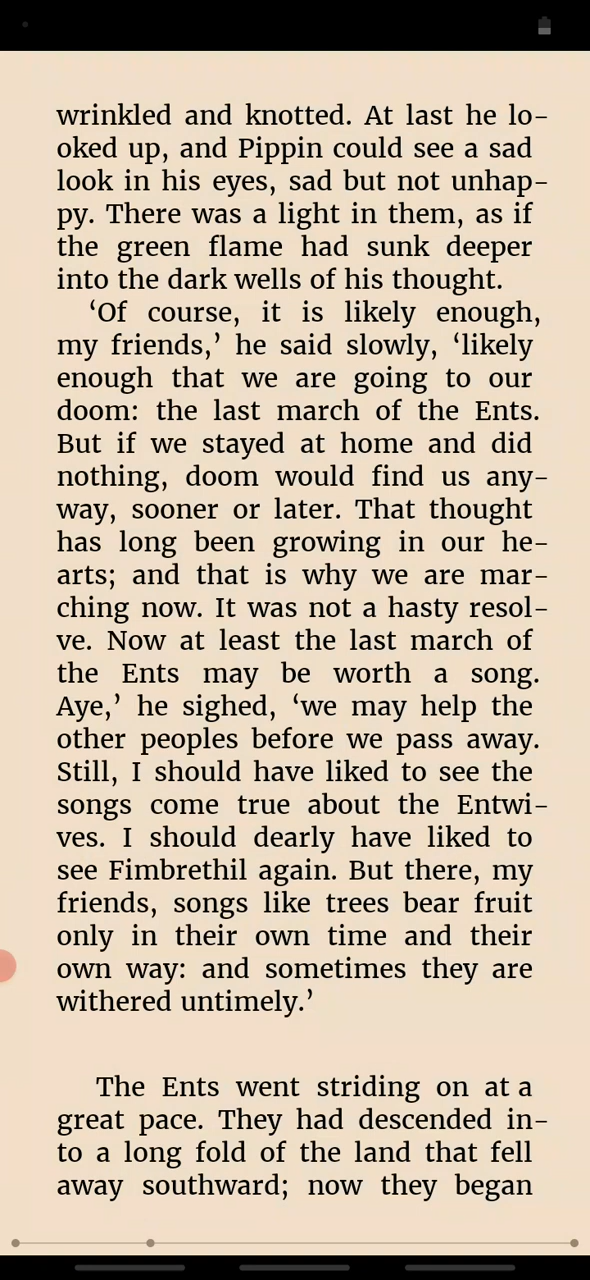 wrinkled and knotted. At last he lo-
oked up, and Pippin could see a sad
look in his eyes, sad but not unhap-
py. There was a light in them, as if
the green flame had sunk deeper
into the dark wells of his thought.
‘Of course, it is likely enough,
my friends,’ he said slowly, ‘likely
enough that we are going to our
doom: the last march of the Ents.
But if we stayed at home and did
nothing, doom would find us any-
way, sooner or later. That thought
has long been growing in our he-
arts; and that is why we are mar-
ching now. It was not a hasty resol-
ve. Now at least the last march of
the Ents may be worth a song.
Aye,’ he sighed, ‘we may help the
other peoples before we pass away.
Still, I should have liked to see the
songs come true about the Entwi-
ves. I should dearly have liked to
see Fimbrethil again. But there, my
friends, songs like trees bear fruit
only in their own time and their
own way: and sometimes they are
withered untimely.’
The Ents went striding on at a
great pace. They had descended in-
to a long fold of the land that fell
away southward; now they began